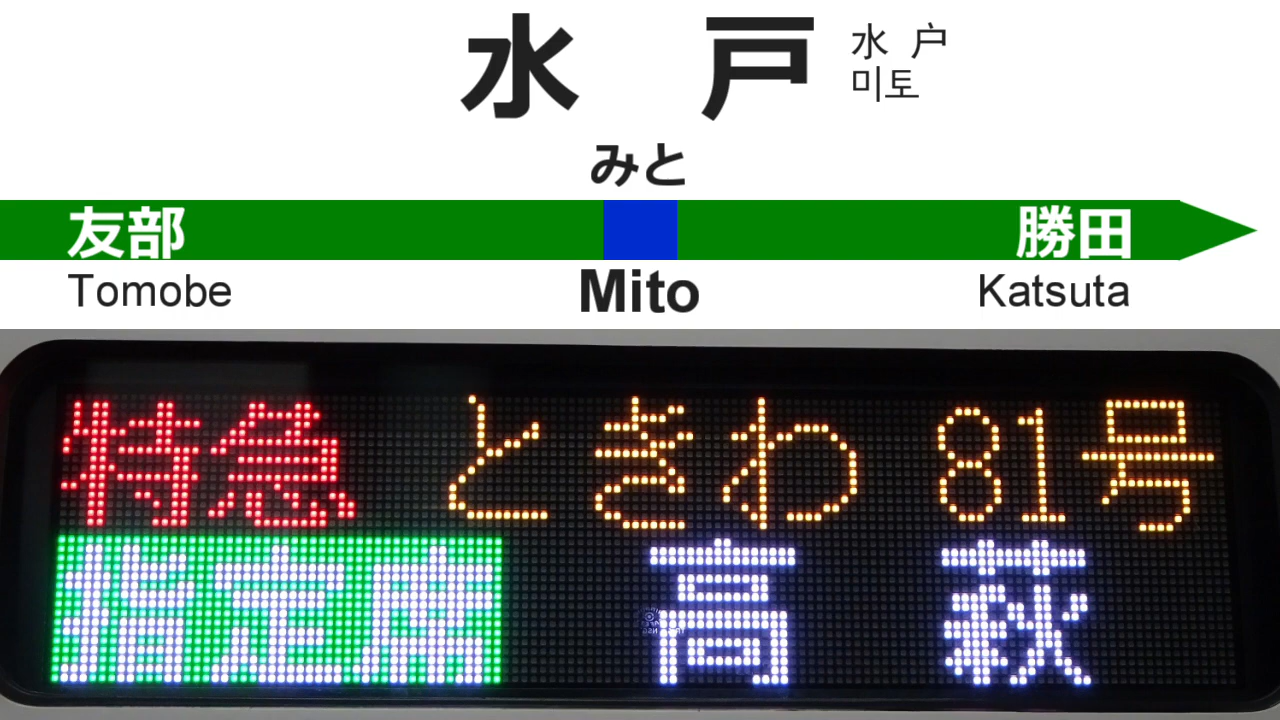 水戸
水户
미토
みと
友部 勝田
Tomobe Mito Katsuta
特急 ときわ 81号
指定席 高萩